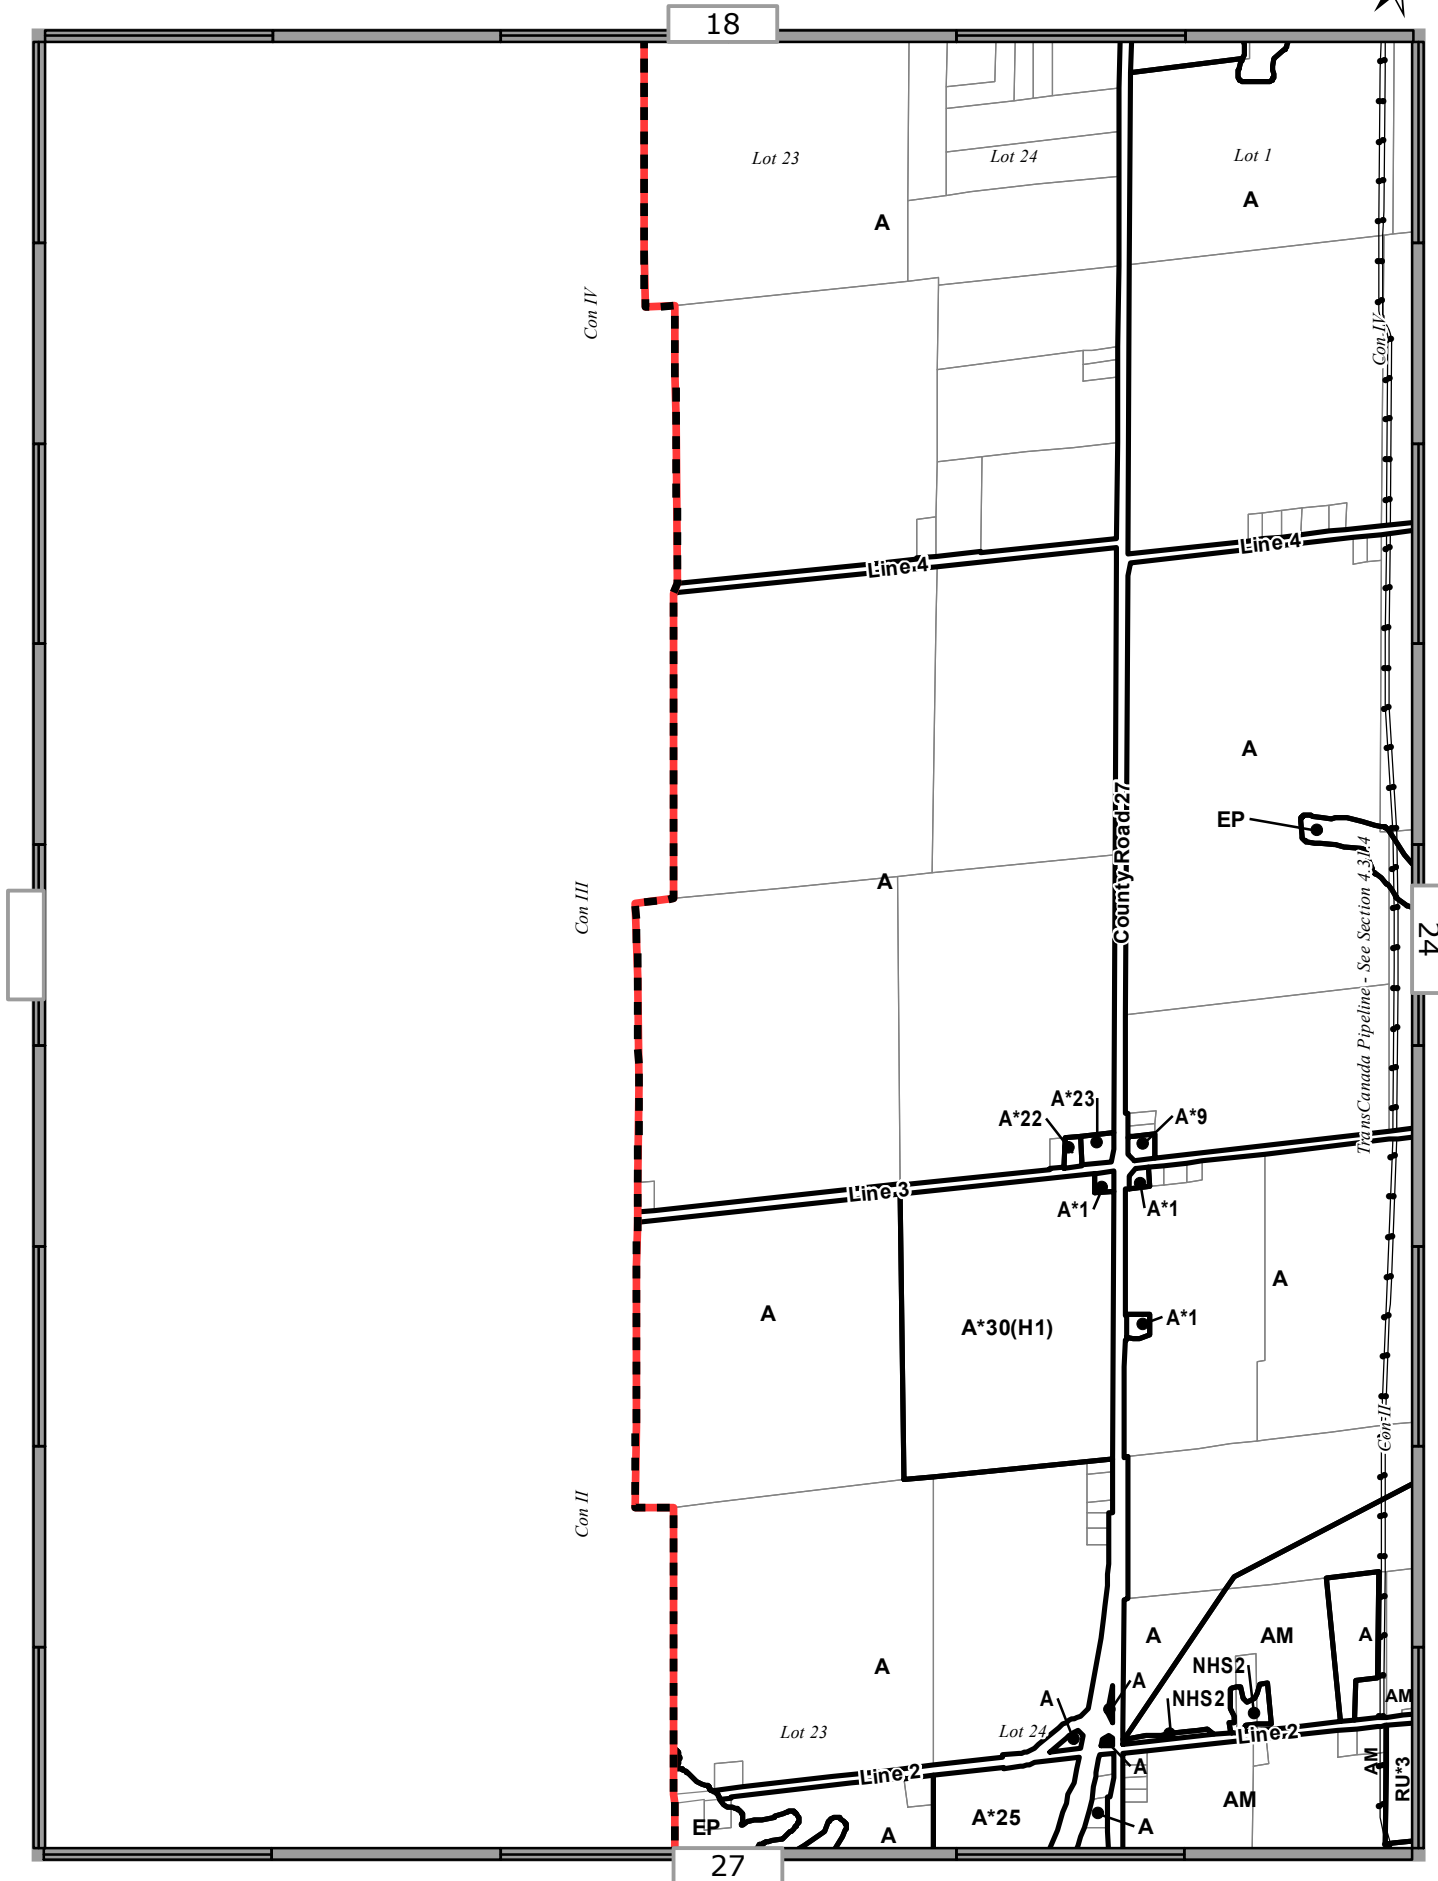 18
Lot 23
Lot 24
Lot 1
A
A
Con IV
Con IV
Line 4
Line 4
A
EP
County Road 27
A
Con III
TransCanada Pipeline - See Section 4.31.4
24
A*23
A*22
A*9
Line 3
A*1
A*1
A
A
A*30(H1)
A*1
Con II
Con II
A
AM
A
NHS2
A
A
NHS2
AM
A
Lot 23
Lot 24
Line 2
Line 2
A
AM
RU*3
AM
A*25
EP
A
A
27